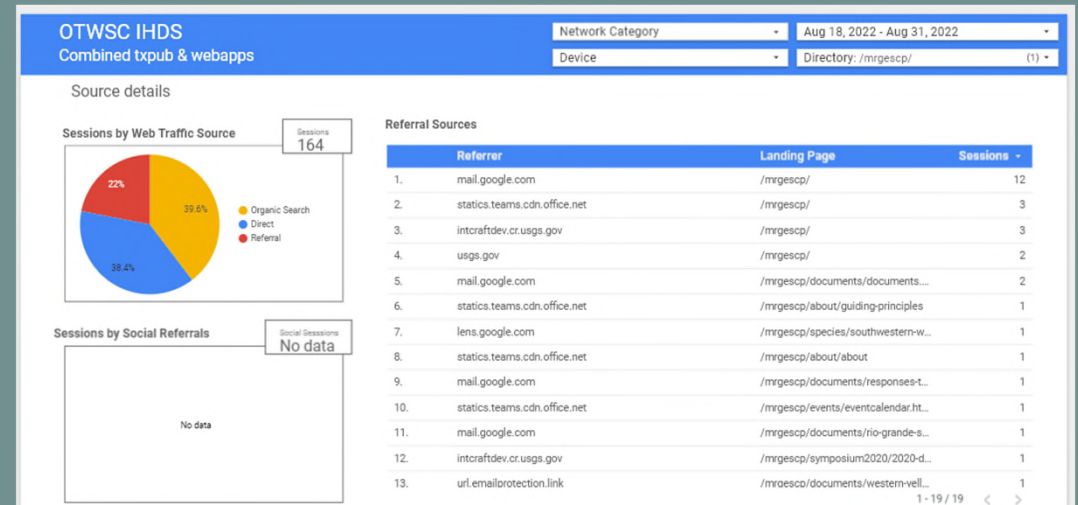 OTWSC IHDS
Combined txpub & webapps
Network Category
Aug 18, 2022 - Aug 31, 2022
Device
Directory: /mrgescp/ (1)
Source details
Sessions by Web Traffic Source
Sessions
164
22%
39.6%
38.4%
Organic Search
Direct
Referral
Sessions by Social Referrals
Social Sesssions
No data
No data
Referral Sources
Referrer Landing Page Sessions
1. mail.google.com /mrgescp/ 12
2. statics.teams.cdn.office.net /mrgescp/ 3
3. intcraftdev.cr.usgs.gov /mrgescp/ 3
4. usgs.gov /mrgescp/ 2
5. mail.google.com /mrgescp/documents/documents.... 2
6. statics.teams.cdn.office.net /mrgescp/about/guiding-principles 1
7. lens.google.com /mrgescp/species/southwestern-w... 1
8. statics.teams.cdn.office.net /mrgescp/about/about 1
9. mail.google.com /mrgescp/documents/responses-t... 1
10. statics.teams.cdn.office.net /mrgescp/events/eventcalendar.ht... 1
11. mail.google.com /mrgescp/documents/rio-grande-s... 1
12. intcraftdev.cr.usgs.gov /mrgescp/symposium2020/2020-d... 1
13. url.emailprotection.link /mrgescp/documents/western-yell... 1
1 - 19 / 19 < >